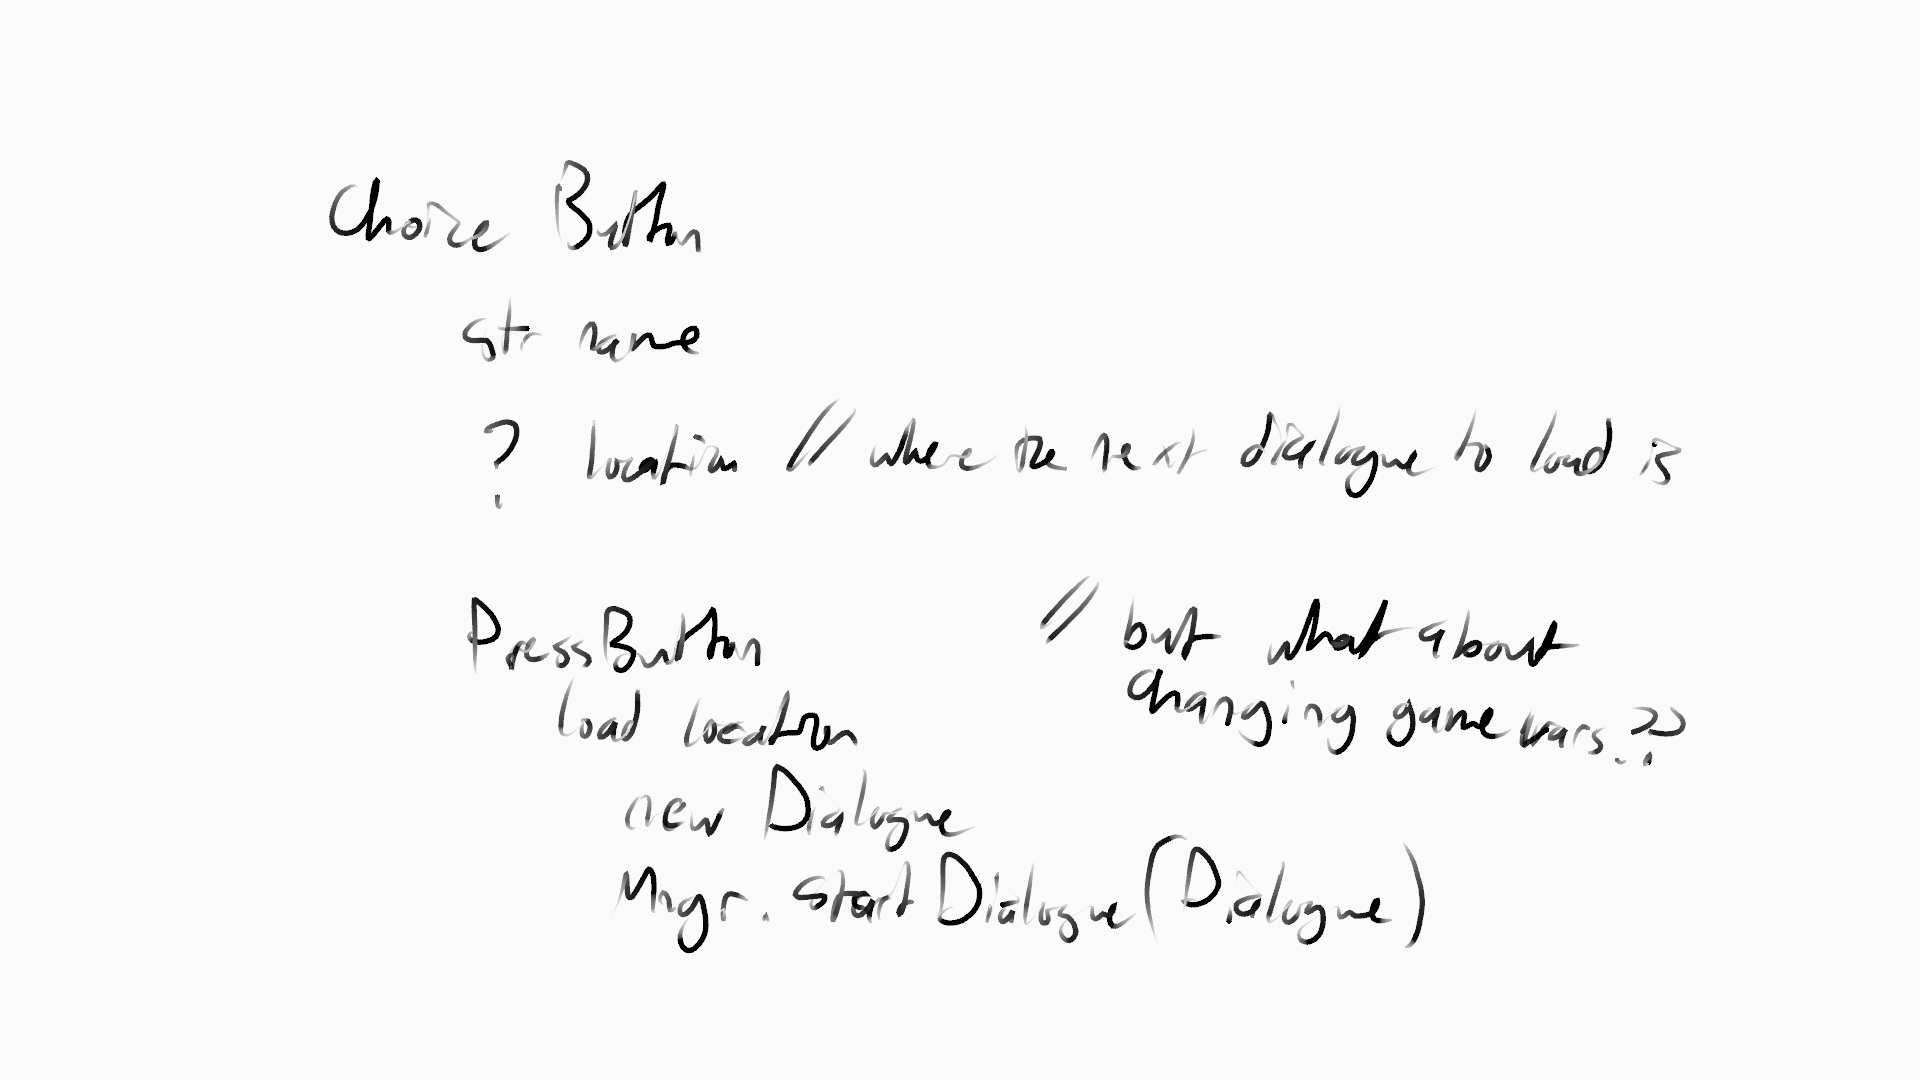 Choice Button
str name
? location // where the next dialogue to load is
PressButton // but what about
load location changing game vars??
new Dialogue
Mngr.StartDialogue(Dialogue)